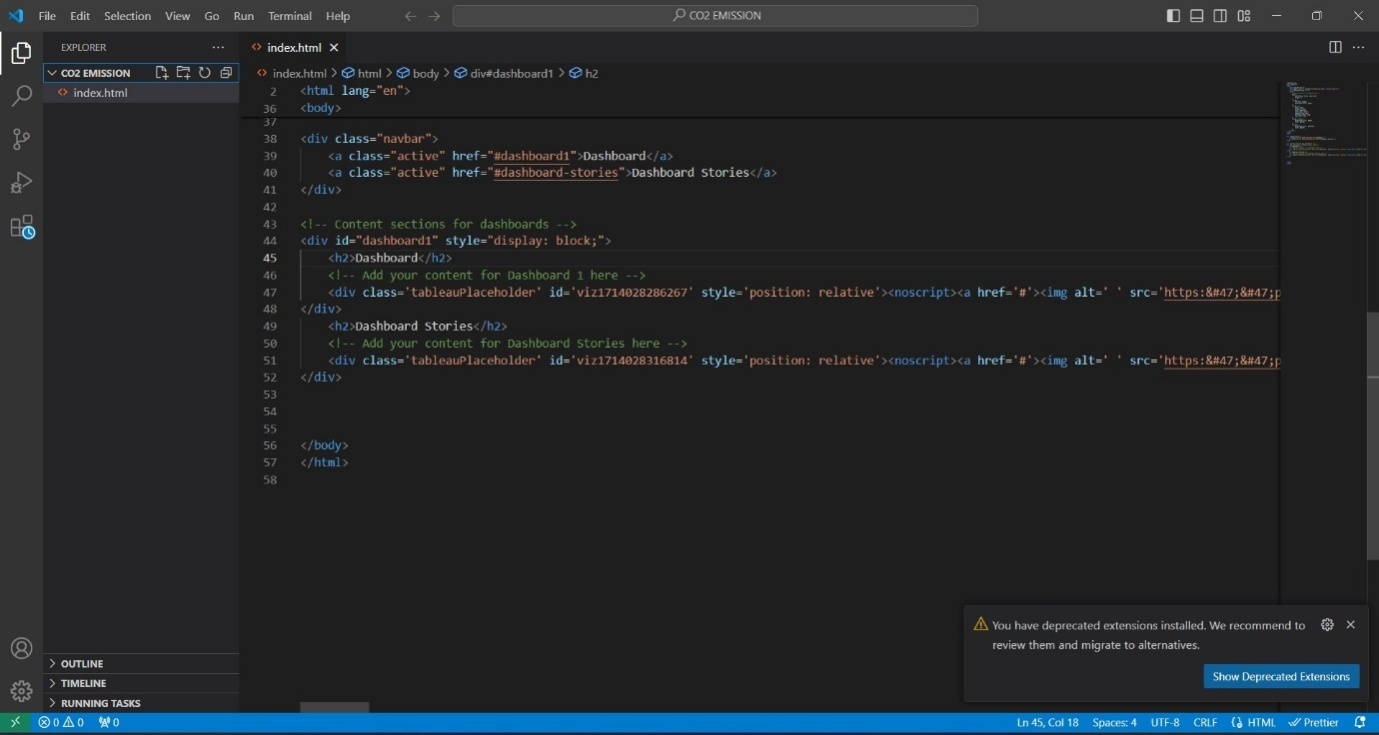 File Edit Selection View Go Run Terminal Help CO2 EMISSION
EXPLORER
CO2 EMISSION
index.html
OUTLINE
TIMELINE
RUNNING TASKS
index.html
index.html > html > body > div#dashboard1 > h2
2 <html lang="en">
36 <body>
37
38 <div class="navbar">
39 <a class="active" href="#dashboard1">Dashboard</a>
40 <a class="active" href="#dashboard-stories">Dashboard Stories</a>
41 </div>
42
43 <!-- Content sections for dashboards -->
44 <div id="dashboard1" style="display: block;">
45 <h2>Dashboard</h2>
46 <!-- Add your content for Dashboard 1 here -->
47 <div class='tableauPlaceholder' id='viz1714028286267' style='position: relative'><noscript><a href='#'><img alt=' ' src='https:&#47;&#47;p
48 </div>
49 <h2>Dashboard Stories</h2>
50 <!-- Add your content for Dashboard Stories here -->
51 <div class='tableauPlaceholder' id='viz1714028316814' style='position: relative'><noscript><a href='#'><img alt=' ' src='https:&#47;&#47;p
52 </div>
53
54
55
56 </body>
57 </html>
58
You have deprecated extensions installed. We recommend to
review them and migrate to alternatives.
Show Deprecated Extensions
0 0 0 Ln 45, Col 18 Spaces: 4 UTF-8 CRLF HTML Prettier